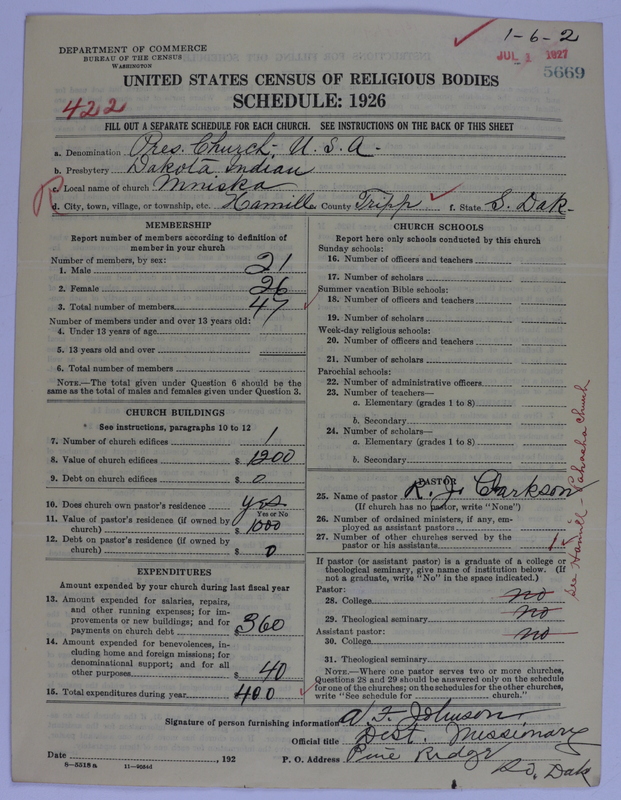 1-6-2
DEPARTMENT OF COMMERCE
BUREAU OF THE CENSUS
WASHINGTON
JUL 1 1927
5669
UNITED STATES CENSUS OF RELIGIOUS BODIES
422
SCHEDULE: 1926
FILL OUT A SEPARATE SCHEDULE FOR EACH CHURCH. SEE INSTRUCTIONS ON THE BACK OF THIS SHEET
a. Denomination Pres. Church, U. S. A.
b. Presbytery Dakota Indian
c. Local name of church Mniska
R
d. City, town, village, or township, etc. Hamill County Tripp f. State S. Dak.
MEMBERSHIP
Report number of members according to definition of
member in your church
Number of members, by sex:
1. Male 21
2. Female 26
3. Total number of members 47
Number of members under and over 13 years old:
4. Under 13 years of age
5. 13 years old and over
6. Total number of members
NOTE.—The total given under Question 6 should be the
same as the total of males and females given under Question 3.
CHURCH BUILDINGS
See instructions, paragraphs 10 to 12
7. Number of church edifices 1
8. Value of church edifices $ 1200
9. Debt on church edifices $ 0
10. Does church own pastor's residence yes
Yes or No
11. Value of pastor's residence (if owned by
church) $ 1000
12. Debt on pastor's residence (if owned by
church) $ 0
EXPENDITURES
Amount expended by your church during last fiscal year
13. Amount expended for salaries, repairs,
and other running expenses; for im-
provements or new buildings; and for
payments on church debt $ 360
14. Amount expended for benevolences, in-
cluding home and foreign missions; for
denominational support; and for all
other purposes $ 40
15. Total expenditures during year 400
CHURCH SCHOOLS
Report here only schools conducted by this church
Sunday schools:
16. Number of officers and teachers
17. Number of scholars
Summer vacation Bible schools:
18. Number of officers and teachers
19. Number of scholars
Week-day religious schools:
20. Number of officers and teachers
21. Number of scholars
Parochial schools:
22. Number of administrative officers
23. Number of teachers—
a. Elementary (grades 1 to 8)
b. Secondary
24. Number of scholars—
a. Elementary (grades 1 to 8)
b. Secondary
PASTOR
25. Name of pastor R. J. Clarkson
(If church has no pastor, write "None")
26. Number of ordained ministers, if any, em-
ployed as assistant pastors
27. Number of other churches served by the
pastor or his assistants 1
If pastor (or assistant pastor) is a graduate of a college or
theological seminary, give name of institution below. (If
not a graduate, write "No" in the space indicated.)
Pastor:
28. College no
29. Theological seminary no
Assistant pastor:
30. College no
31. Theological seminary
NOTE.—Where one pastor serves two or more churches,
Questions 28 and 29 should be answered only on the schedule
for one of the churches; on the schedules for the other churches,
write "See schedule for church."
See Hamill - Church
Signature of person furnishing information A. F. Johnson
Official title Dist. Missionary
Date , 192 P. O. Address Pine Ridge
So. Dak
8-5318a